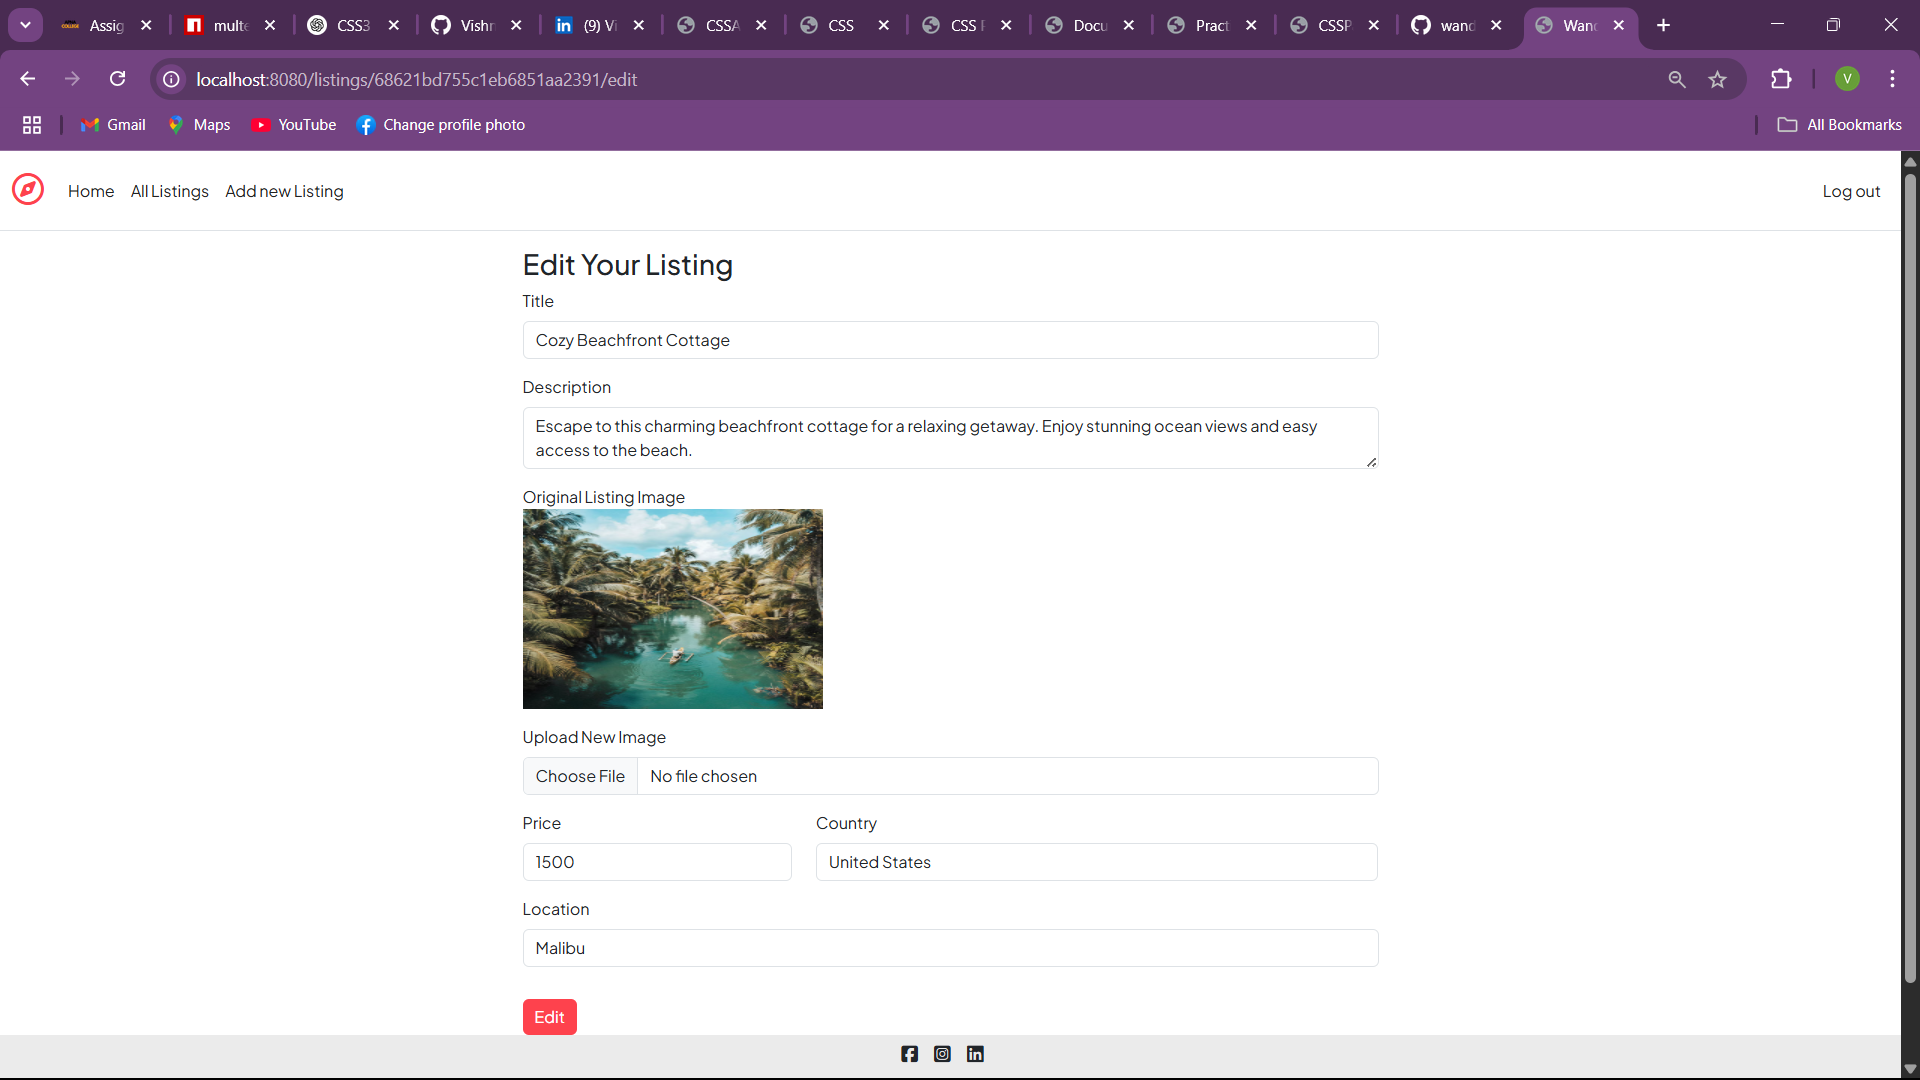 Assig
multe
CSS3
Vishn
(9) Vi
CSSA
CSS
CSS F
Docu
Pract
CSSP
wand
Wand
localhost:8080/listings/68621bd755c1eb6851aa2391/edit
V
Gmail
Maps
YouTube
Change profile photo
All Bookmarks
Home
All Listings
Add new Listing
Log out
Edit Your Listing
Title
Cozy Beachfront Cottage
Description
Escape to this charming beachfront cottage for a relaxing getaway. Enjoy stunning ocean views and easy
access to the beach.
Original Listing Image
Upload New Image
Choose File
No file chosen
Price
Country
1500
United States
Location
Malibu
Edit